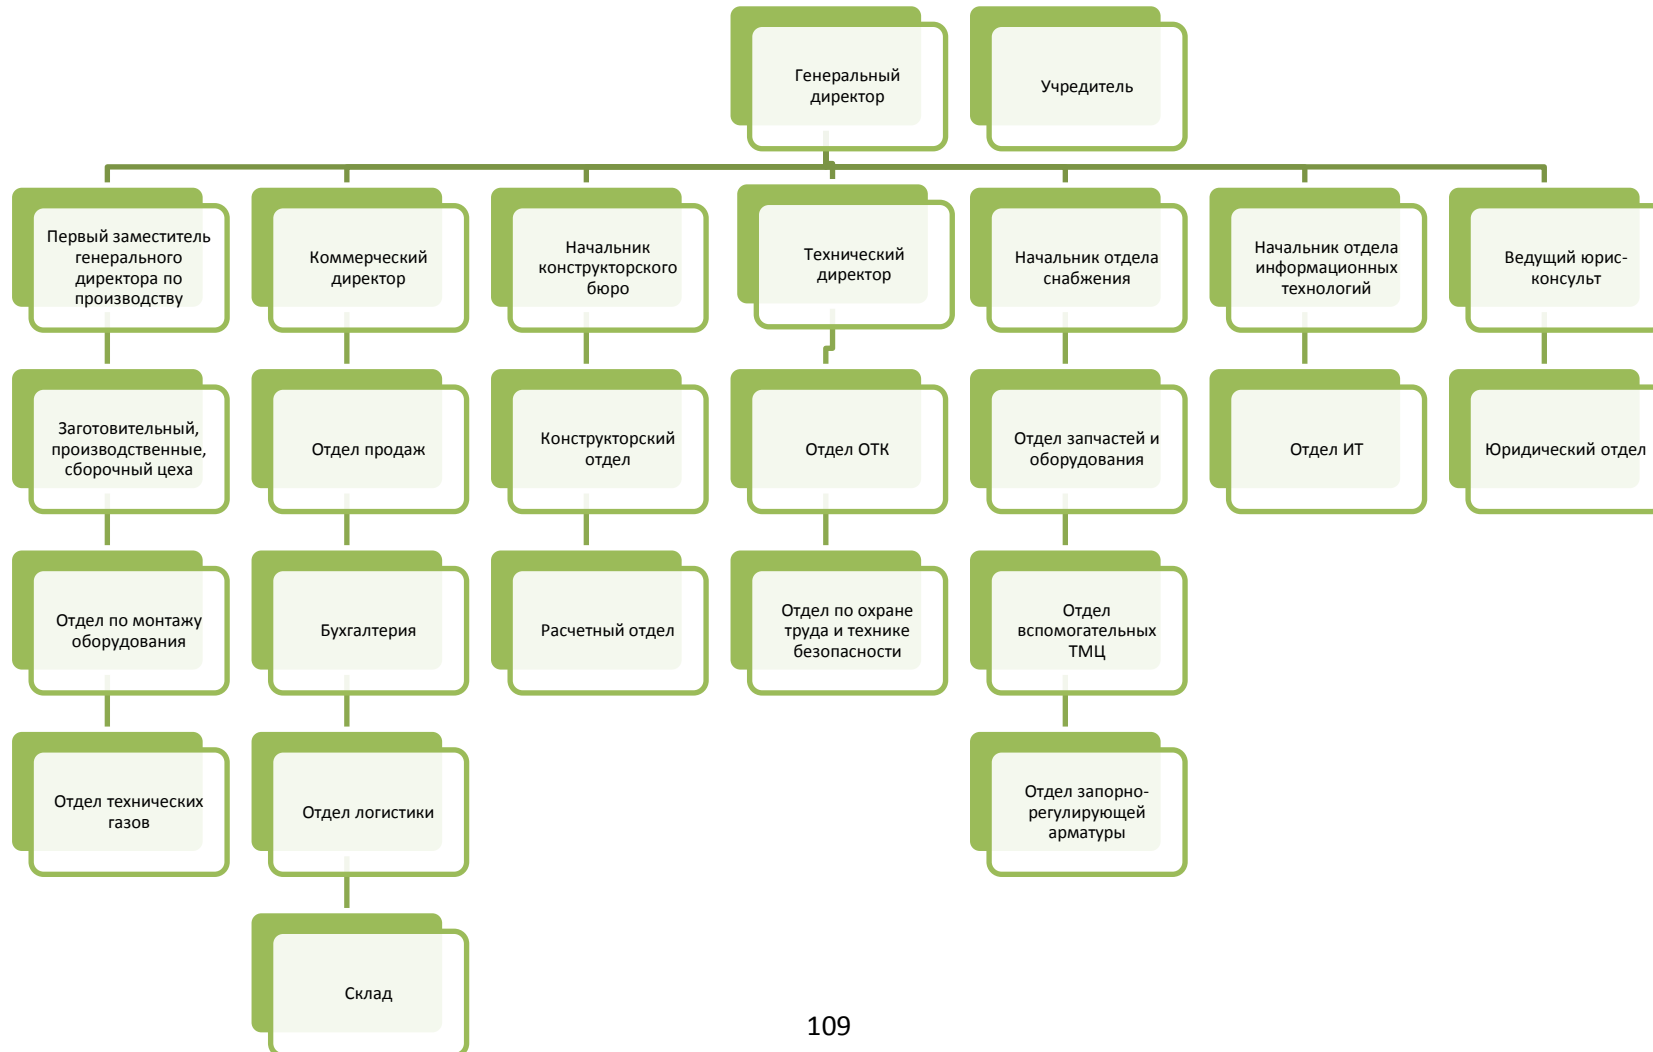 Генеральный
директор
Учредитель
Первый заместитель
генерального
директора по
производству
Коммерческий
директор
Начальник
конструкторского
бюро
Технический
директор
Начальник отдела
снабжения
Начальник отдела
информационных
технологий
Ведущий юрис-
консульт
Заготовительный,
производственные,
сборочный цеха
Отдел продаж
Конструкторский
отдел
Отдел ОТК
Отдел запчастей и
оборудования
Отдел ИТ
Юридический отдел
Отдел по монтажу
оборудования
Бухгалтерия
Расчетный отдел
Отдел по охране
труда и технике
безопасности
Отдел
вспомогательных
ТМЦ
Отдел технических
газов
Отдел логистики
Отдел запорно-
регулирующей
арматуры
Склад
109